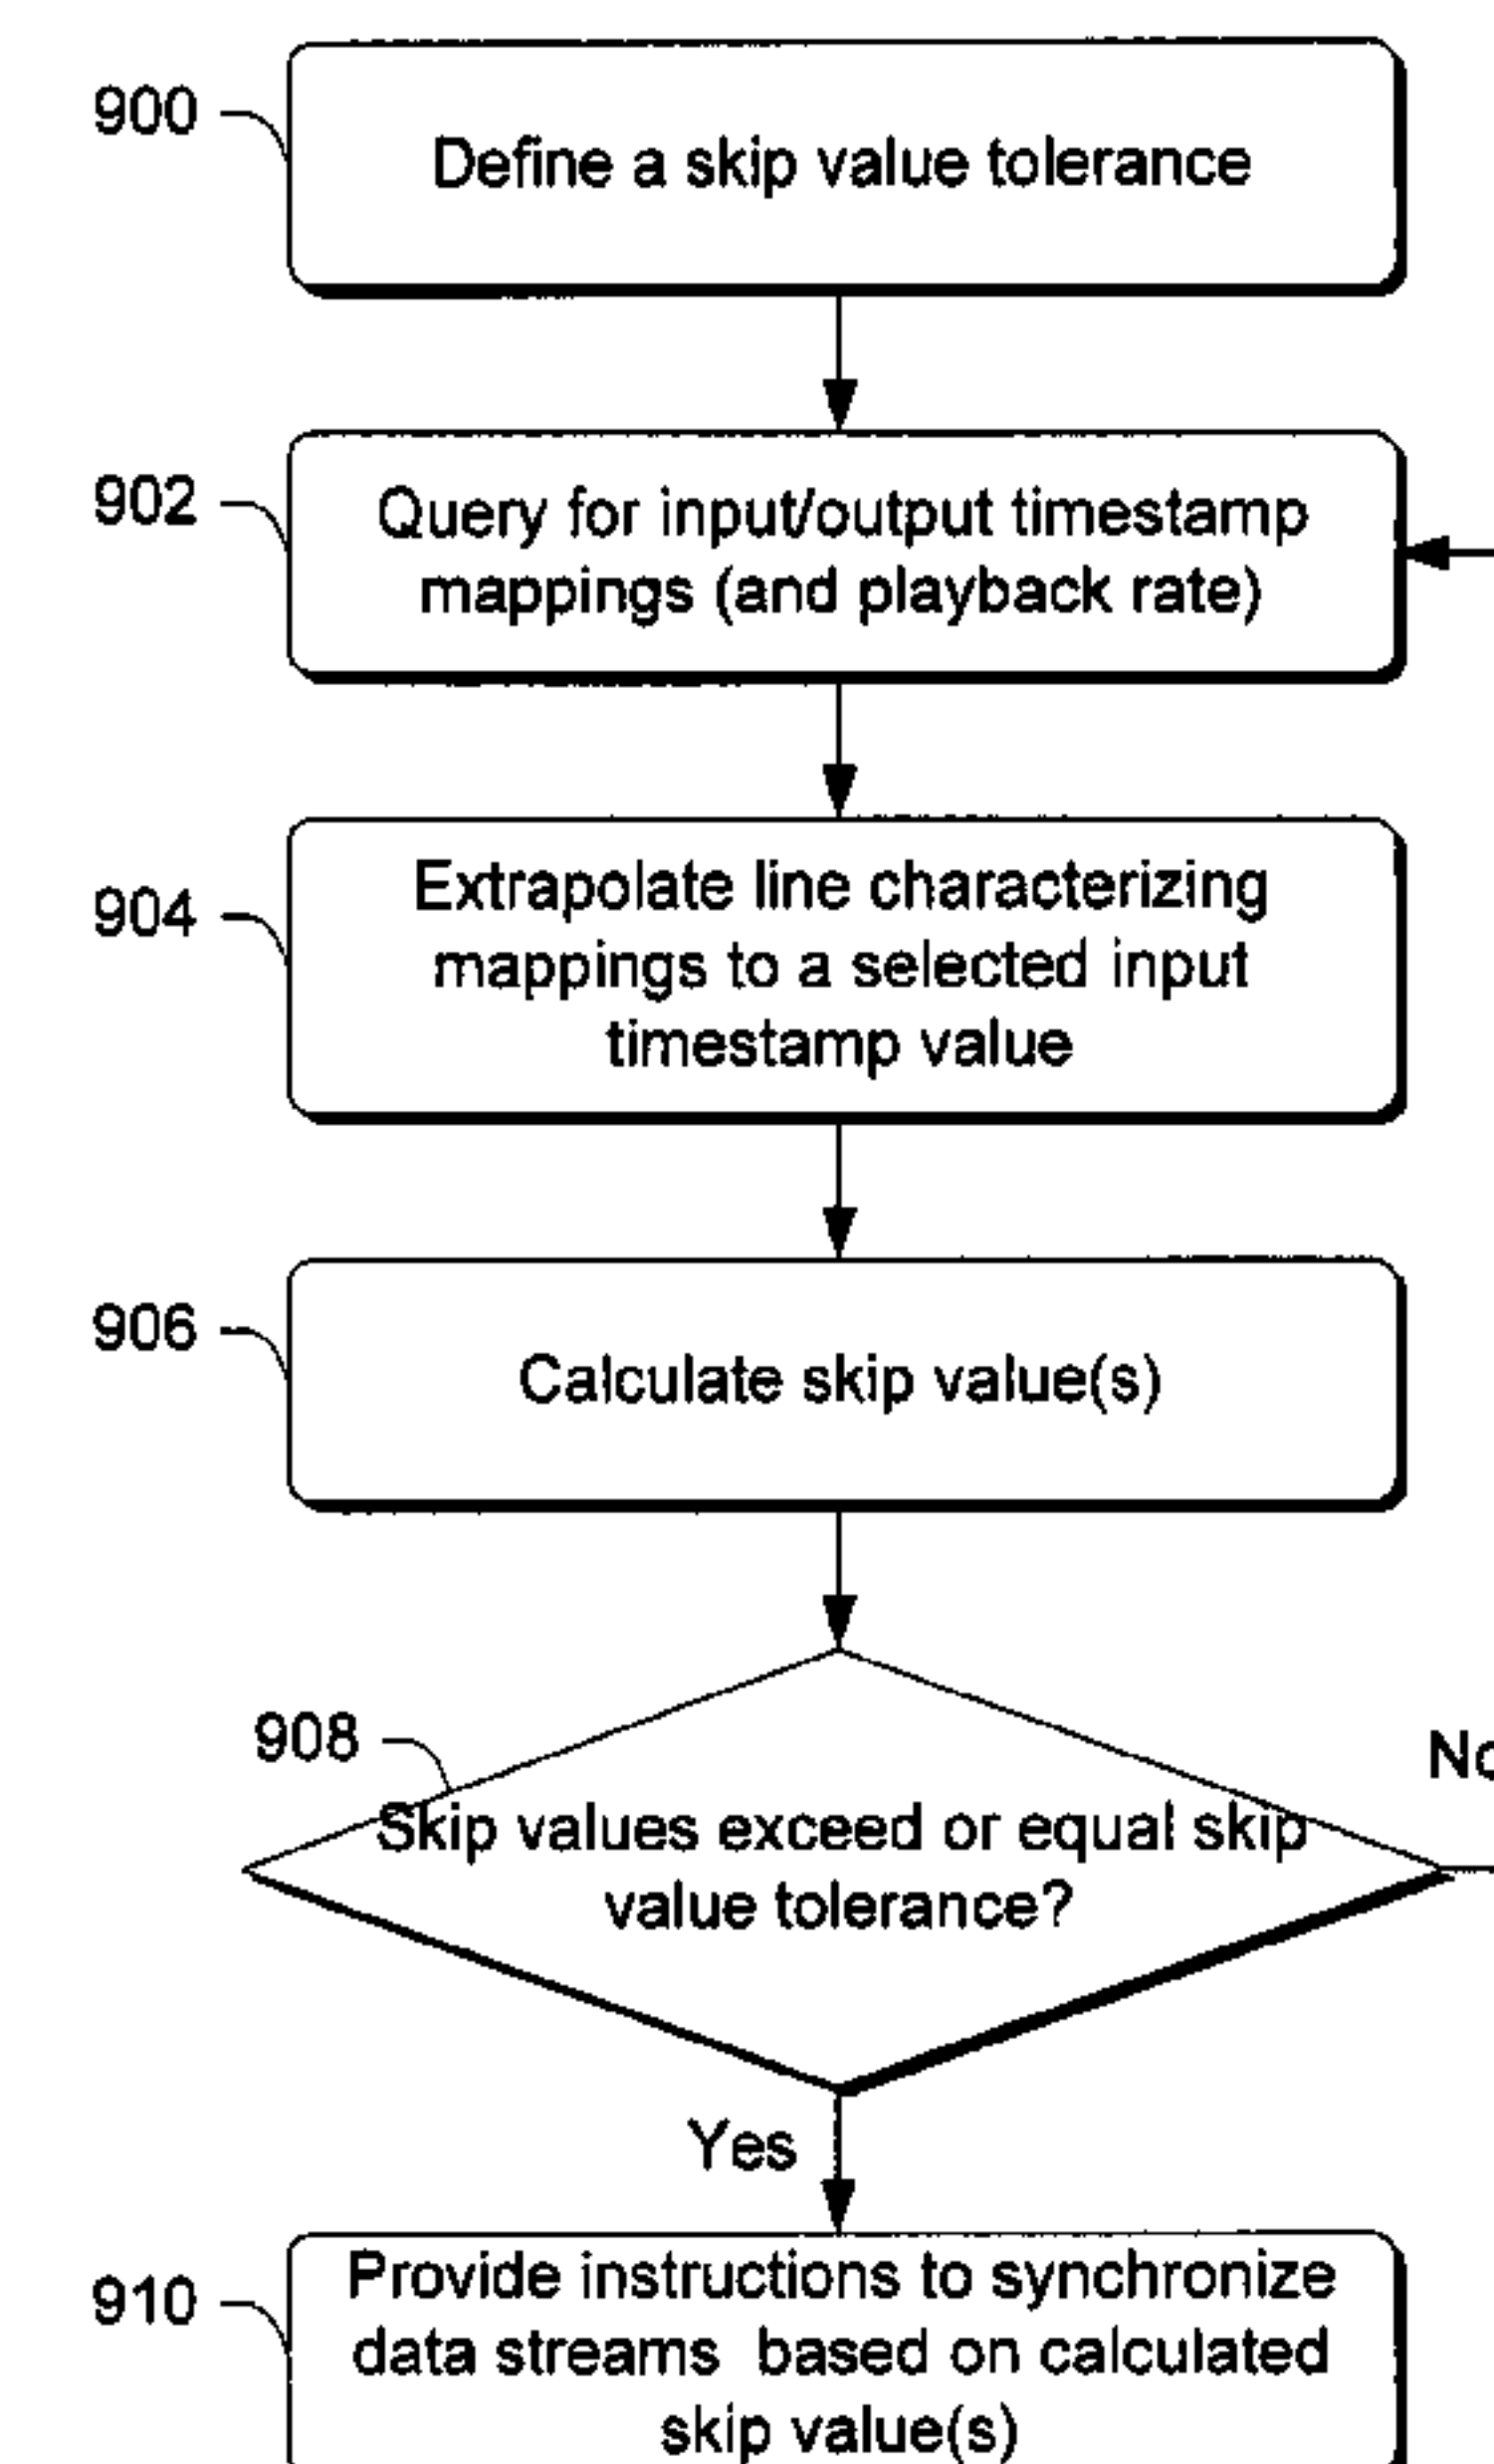 900
Define a skip value tolerance
902
Query for input/output timestamp
mappings (and playback rate)
904
Extrapolate line characterizing
mappings to a selected input
timestamp value
906
Calculate skip value(s)
908
No
Skip values exceed or equal skip
value tolerance?
Yes
910
Provide instructions to synchronize
data streams based on calculated
skip value(s)